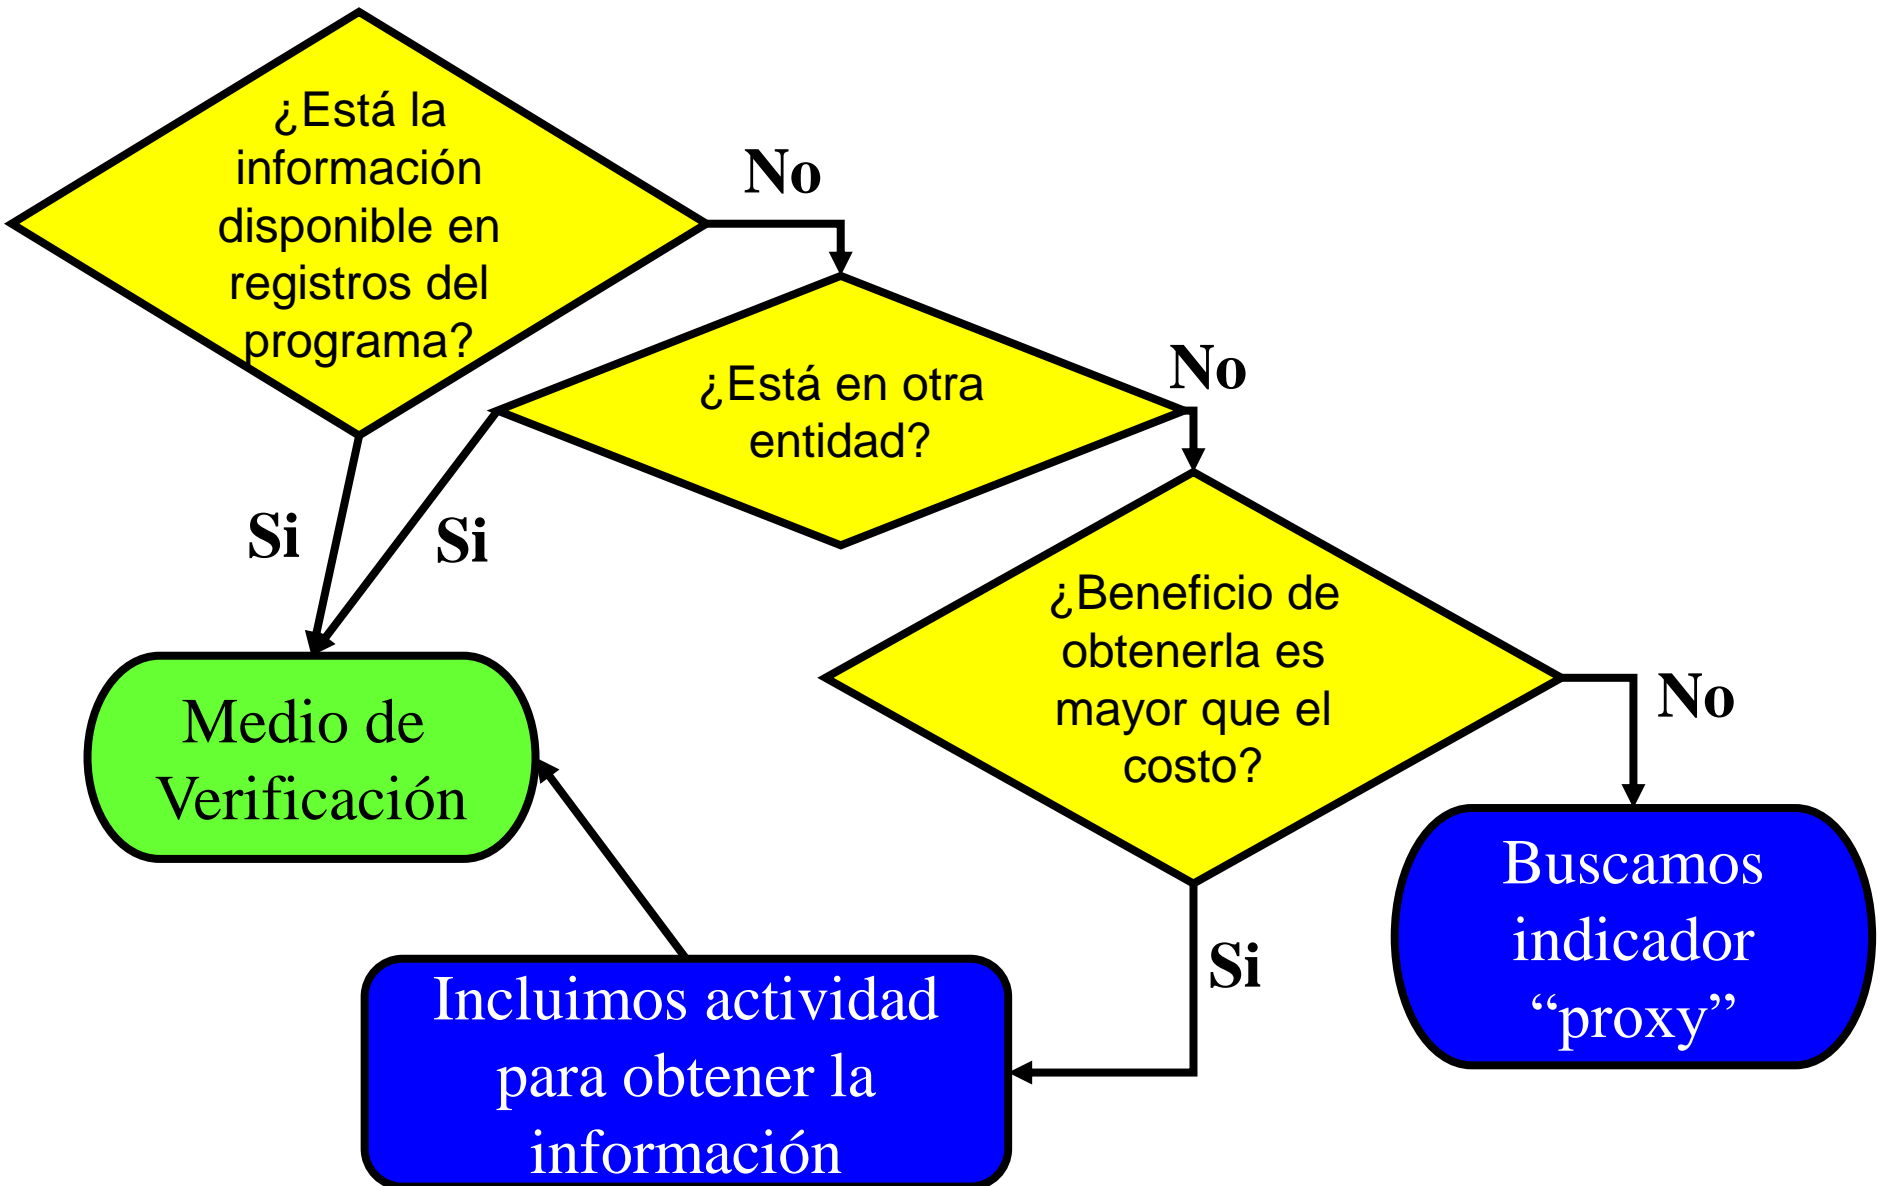 ¿Está la
información
disponible en
registros del
programa?
No
¿Está en otra
entidad?
No
Si
Si
¿Beneficio de
obtenerla es
mayor que el
costo?
No
Medio de
Verificación
Si
Buscamos
indicador
“proxy”
Incluimos actividad
para obtener la
información